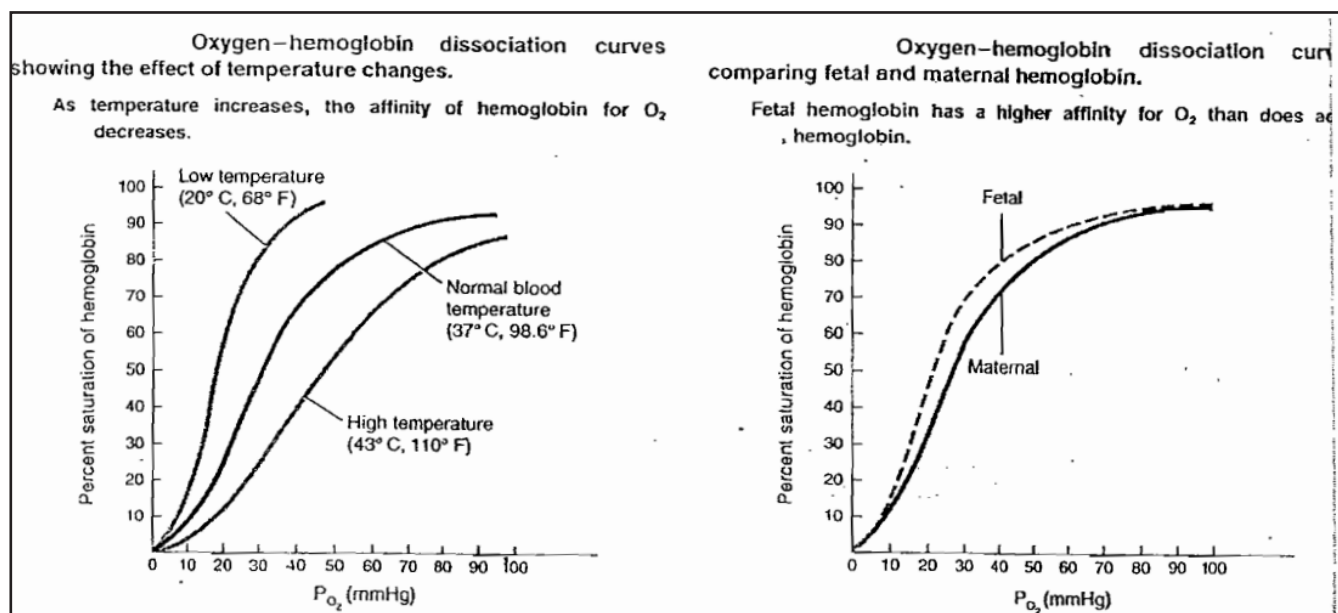 Oxygen–hemoglobin dissociation curves
showing the effect of temperature changes.
As temperature increases, the affinity of hemoglobin for O₂
decreases.
100
90
80
70
60
50
40
30
20
10
Percent saturation of hemoglobin
Low temperature
(20° C, 68° F)
Normal blood
temperature
(37° C, 98.6° F)
High temperature
(43° C, 110° F)
0 10 20 30 40 50 60 70 80 90 100
P O₂ (mmHg)
Oxygen–hemoglobin dissociation
comparing fetal and maternal hemoglobin.
Fetal hemoglobin has a higher affinity for O₂ than does
hemoglobin.
100
90
80
70
60
50
40
30
20
10
Percent saturation of hemoglobin
Fetal
Maternal
0 10 20 30 40 50 60 70 80 90 100
P O₂ (mmHg)